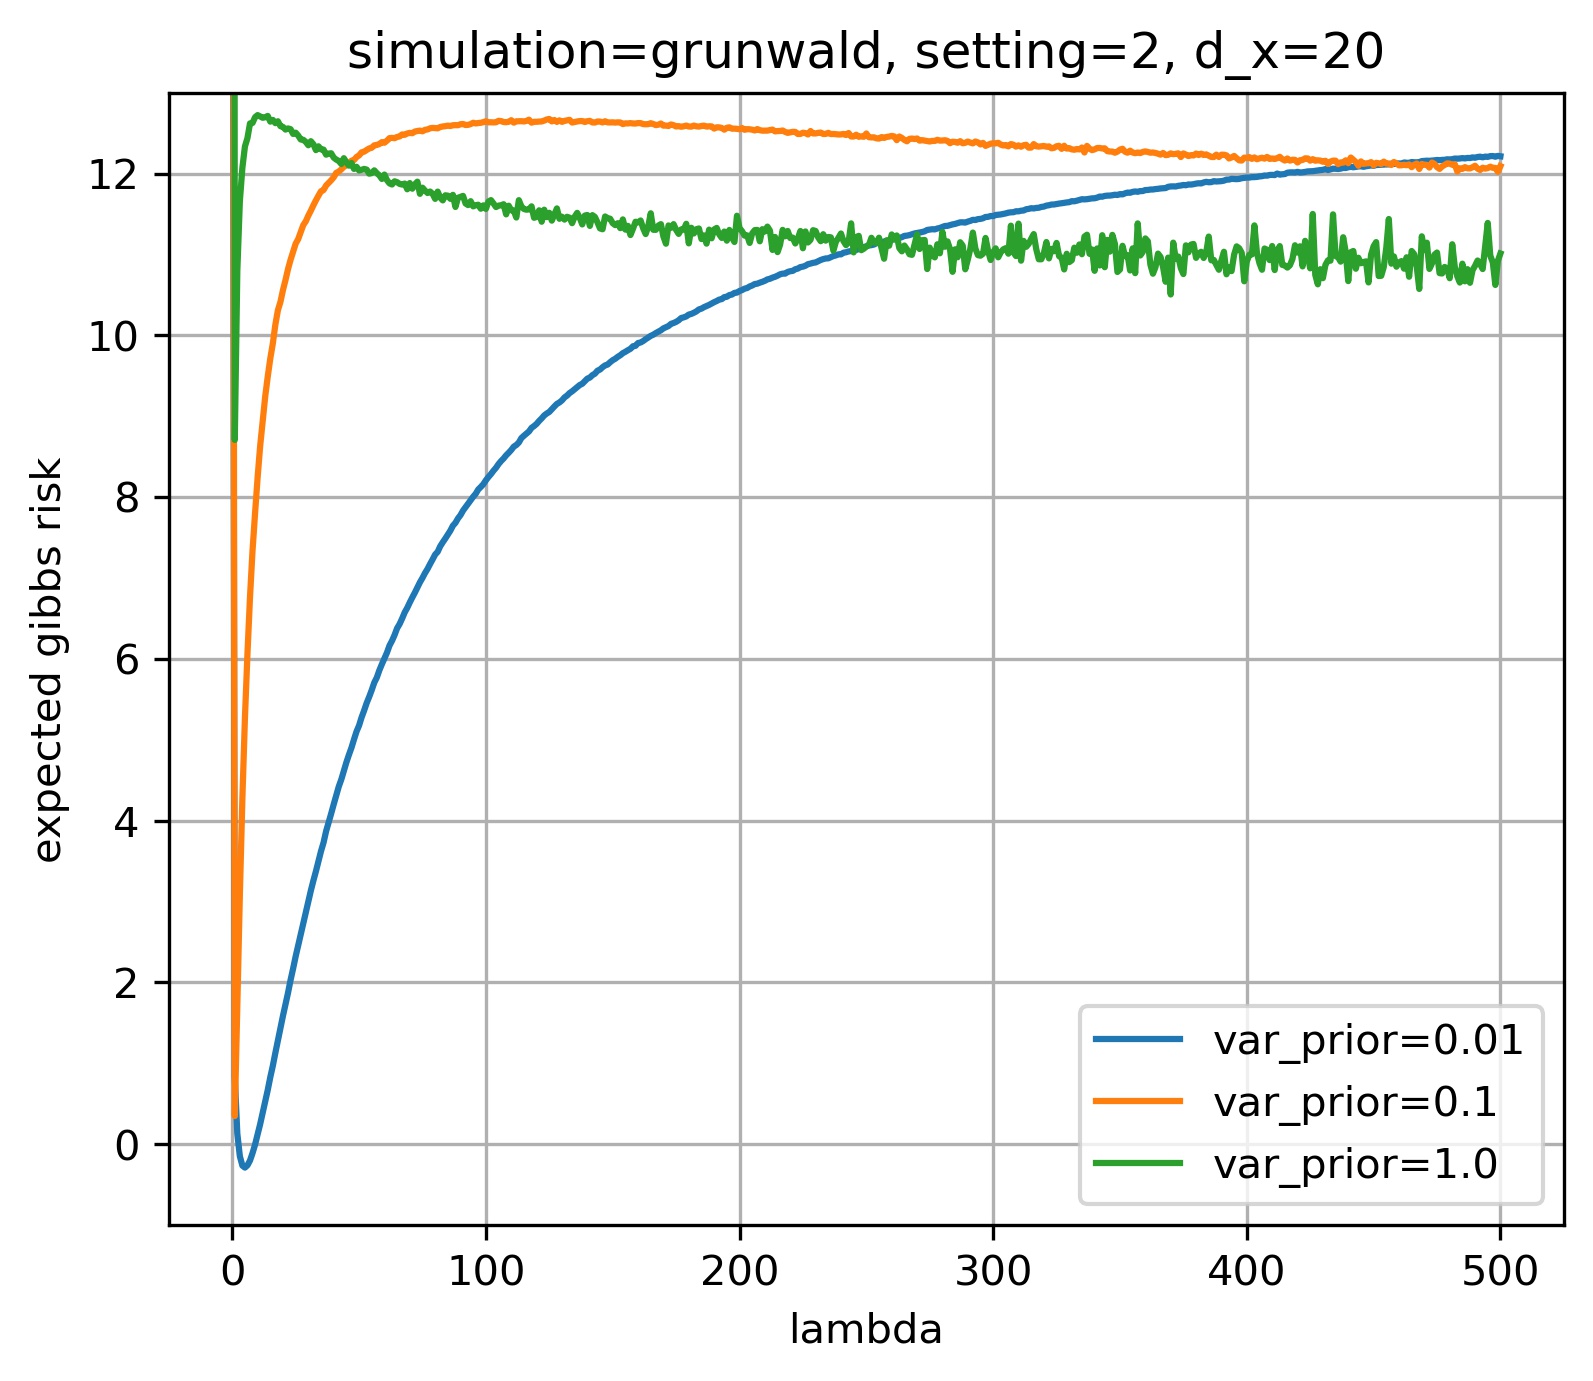 simulation=grunwald, setting=2, d_x=20
12
10
8
6
4
2
0
expected gibbs risk
0 100 200 300 400 500
lambda
var_prior=0.01
var_prior=0.1
var_prior=1.0